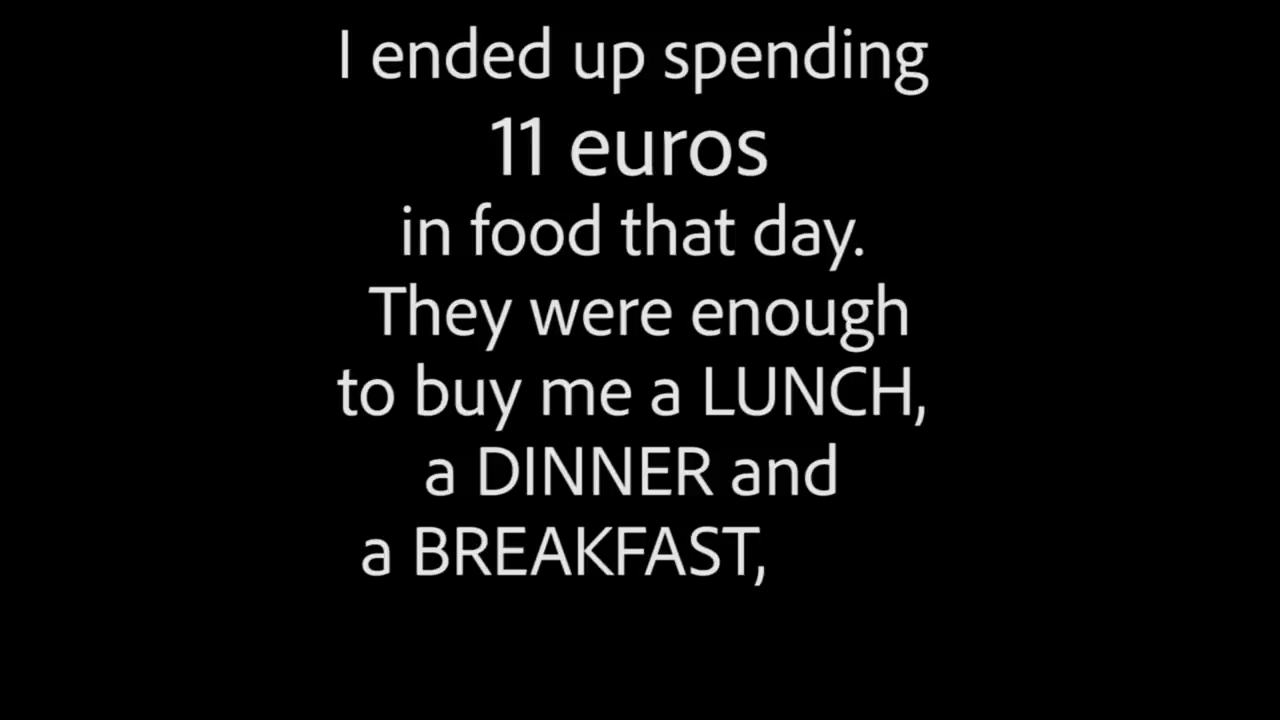 I ended up spending
11 euros
in food that day.
They were enough
to buy me a LUNCH,
a DINNER and
a BREAKFAST,